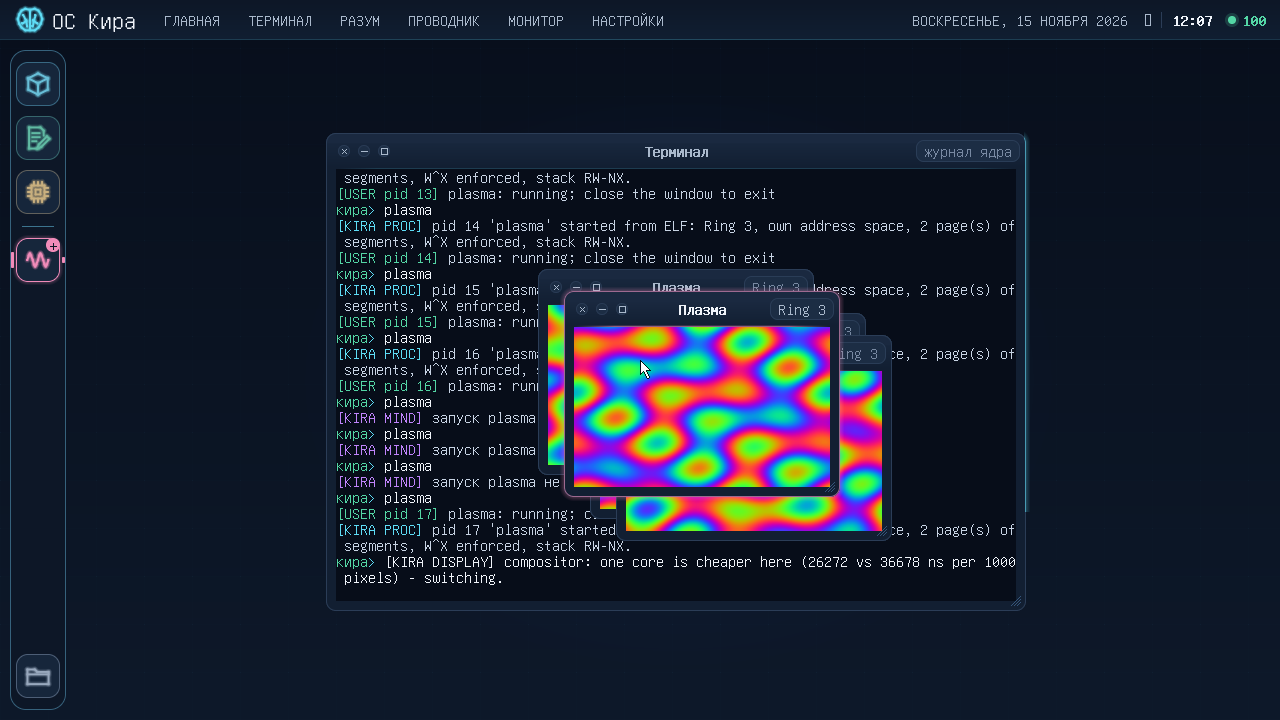 ОС Кира ГЛАВНАЯ ТЕРМИНАЛ РАЗУМ ПРОВОДНИК МОНИТОР НАСТРОЙКИ ВОСКРЕСЕНЬЕ, 15 НОЯБРЯ 2026 12:07 100
Терминал журнал ядра
segments, W^X enforced, stack RW-NX.
[USER pid 13] plasma: running; close the window to exit
кира> plasma
[KIRA PROC] pid 14 'plasma' started from ELF: Ring 3, own address space, 2 page(s) of
segments, W^X enforced, stack RW-NX.
[USER pid 14] plasma: running; close the window to exit
кира> plasma
[KIRA PROC] pid 15 'plasm ddress space, 2 page(s) of
segments, W^X enforced, s
[USER pid 15] plasma: run
кира> plasma
[KIRA PROC] pid 16 'plasm ce, 2 page(s) of
segments, W^X enforced, s
[USER pid 16] plasma: run
кира> plasma
[KIRA MIND] запуск plasma
кира> plasma
[KIRA MIND] запуск plasma
кира> plasma
[KIRA MIND] запуск plasma не
кира> plasma
[USER pid 17] plasma: running; c
[KIRA PROC] pid 17 'plasma' started ce, 2 page(s) of
segments, W^X enforced, stack RW-NX.
кира> [KIRA DISPLAY] compositor: one core is cheaper here (26272 vs 36678 ns per 1000
pixels) - switching.
Плазма Ring 3
Плазма Ring 3
3
ing 3